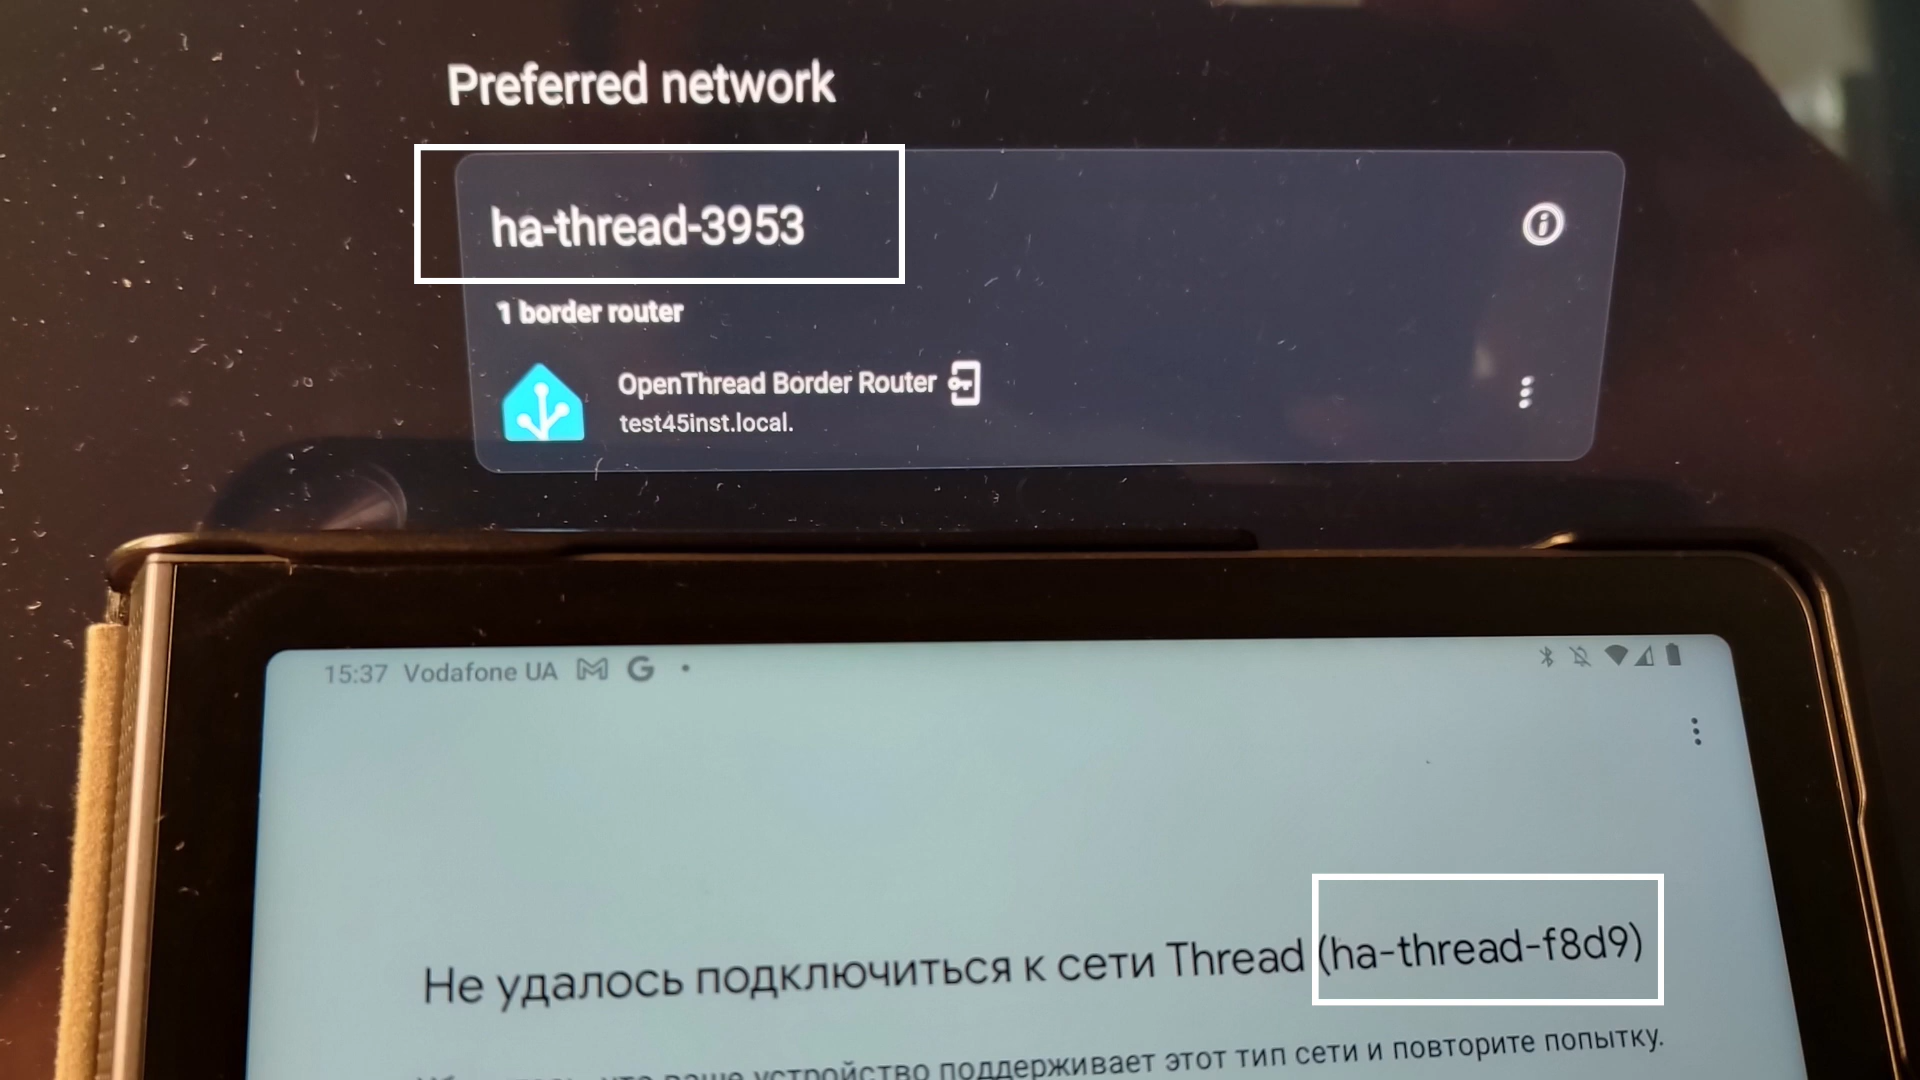 Preferred network
ha-thread-3953
1 border router
OpenThread Border Router
test45inst.local.
15:37 Vodafone UA
Не удалось подключиться к сети Thread (ha-thread-f8d9)
что ваше устройство поддерживает этот тип сети и повторите попытку.